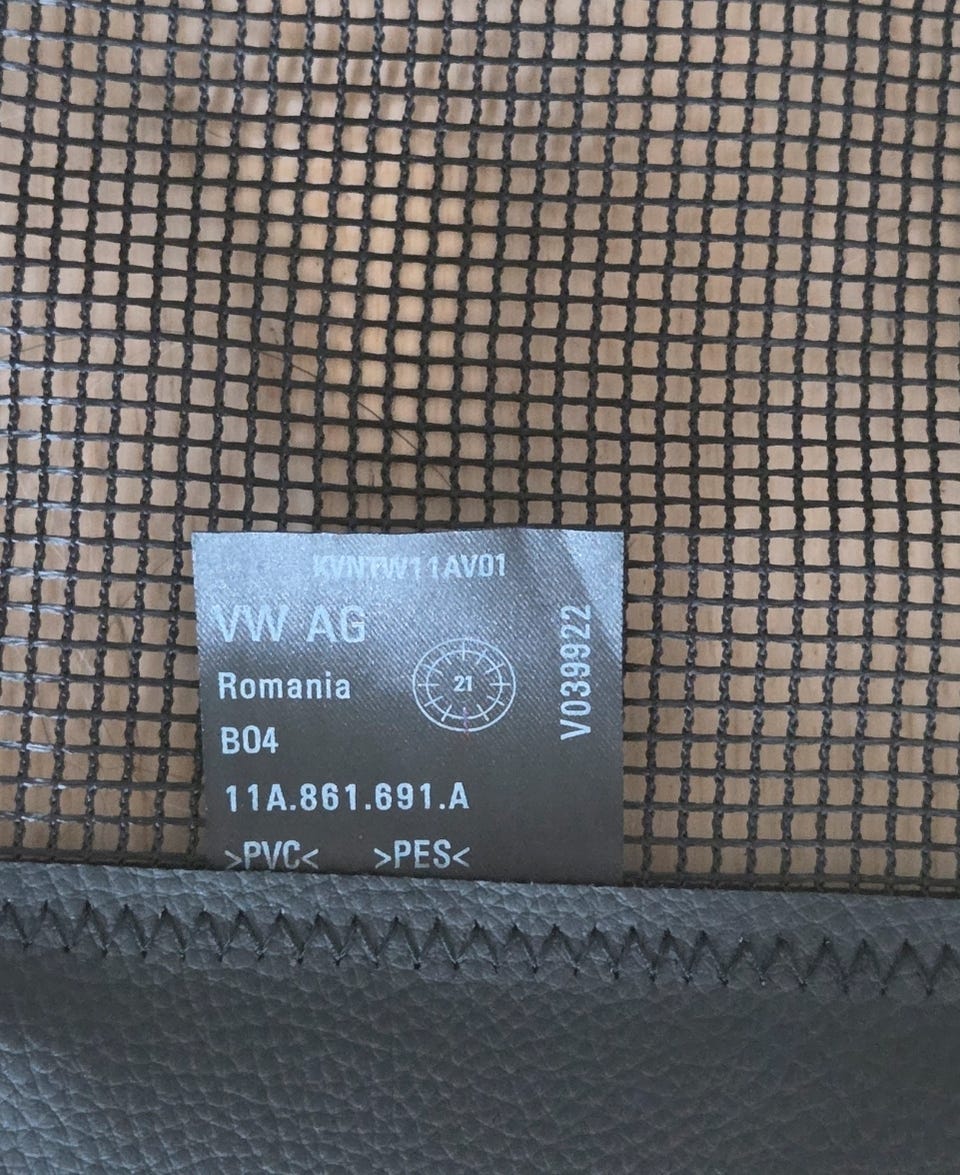 KVNTW11AV01
VW AG
Romania
21
V039922
B04
11A.861.691.A
>PVC< >PES<